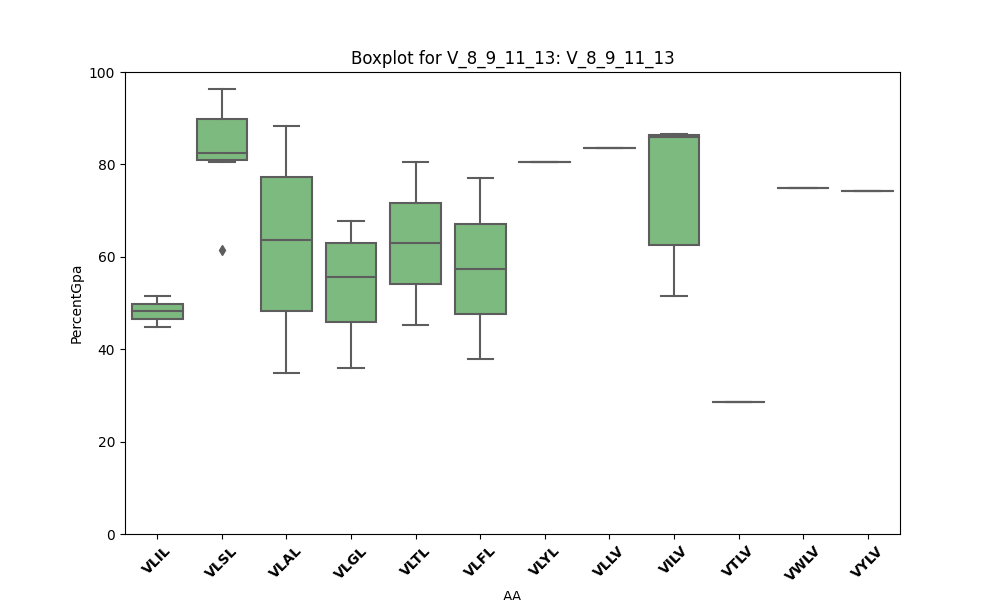 Boxplot for V_8_9_11_13: V_8_9_11_13
PercentGpa
100
80
60
40
20
0
VLIL VLSL VLAL VLGL VLTL VLFL VLYL VLLV VILV VTLV VWLV VYLV
AA